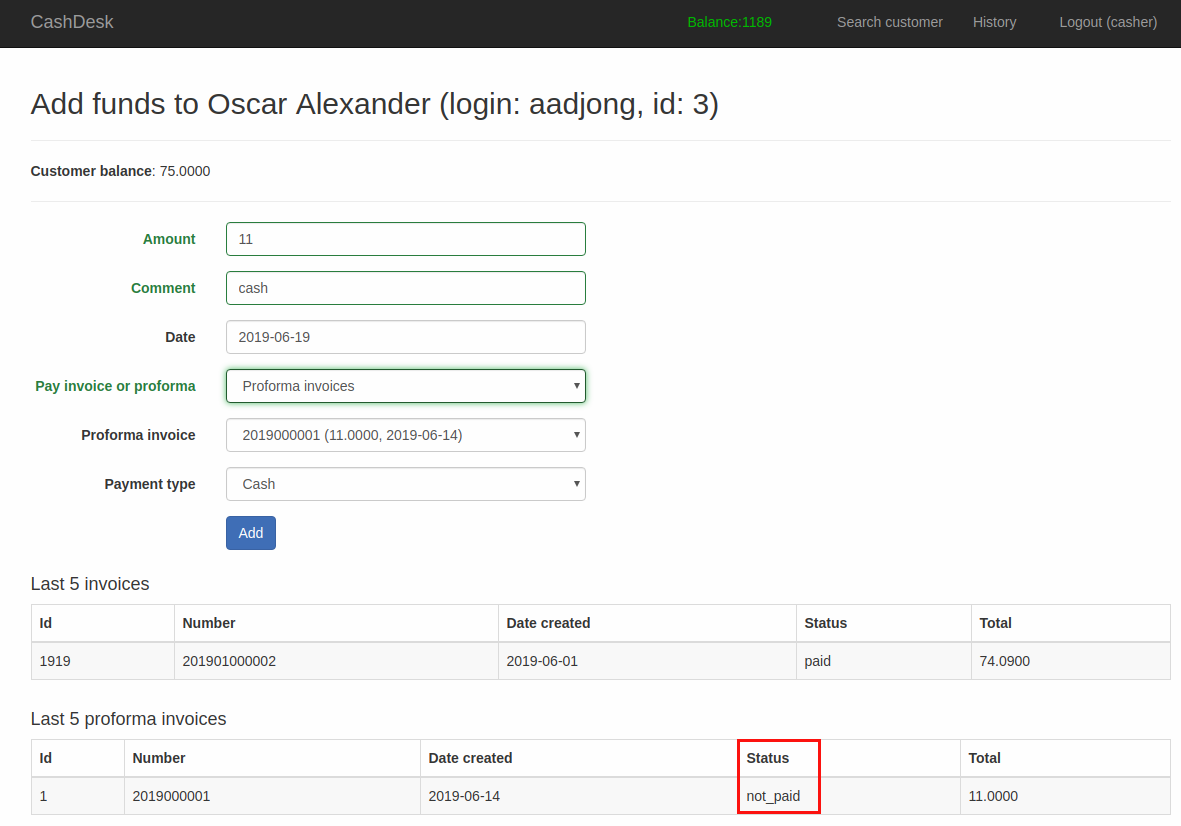 CashDesk Balance:1189 Search customer History Logout (casher)
Add funds to Oscar Alexander (login: aadjong, id: 3)
Customer balance: 75.0000
Amount 11
Comment cash
Date 2019-06-19
Pay invoice or proforma Proforma invoices
Proforma invoice 2019000001 (11.0000, 2019-06-14)
Payment type Cash
Add
Last 5 invoices
Id Number Date created Status Total
1919 201901000002 2019-06-01 paid 74.0900
Last 5 proforma invoices
Id Number Date created Status Total
1 2019000001 2019-06-14 not_paid 11.0000